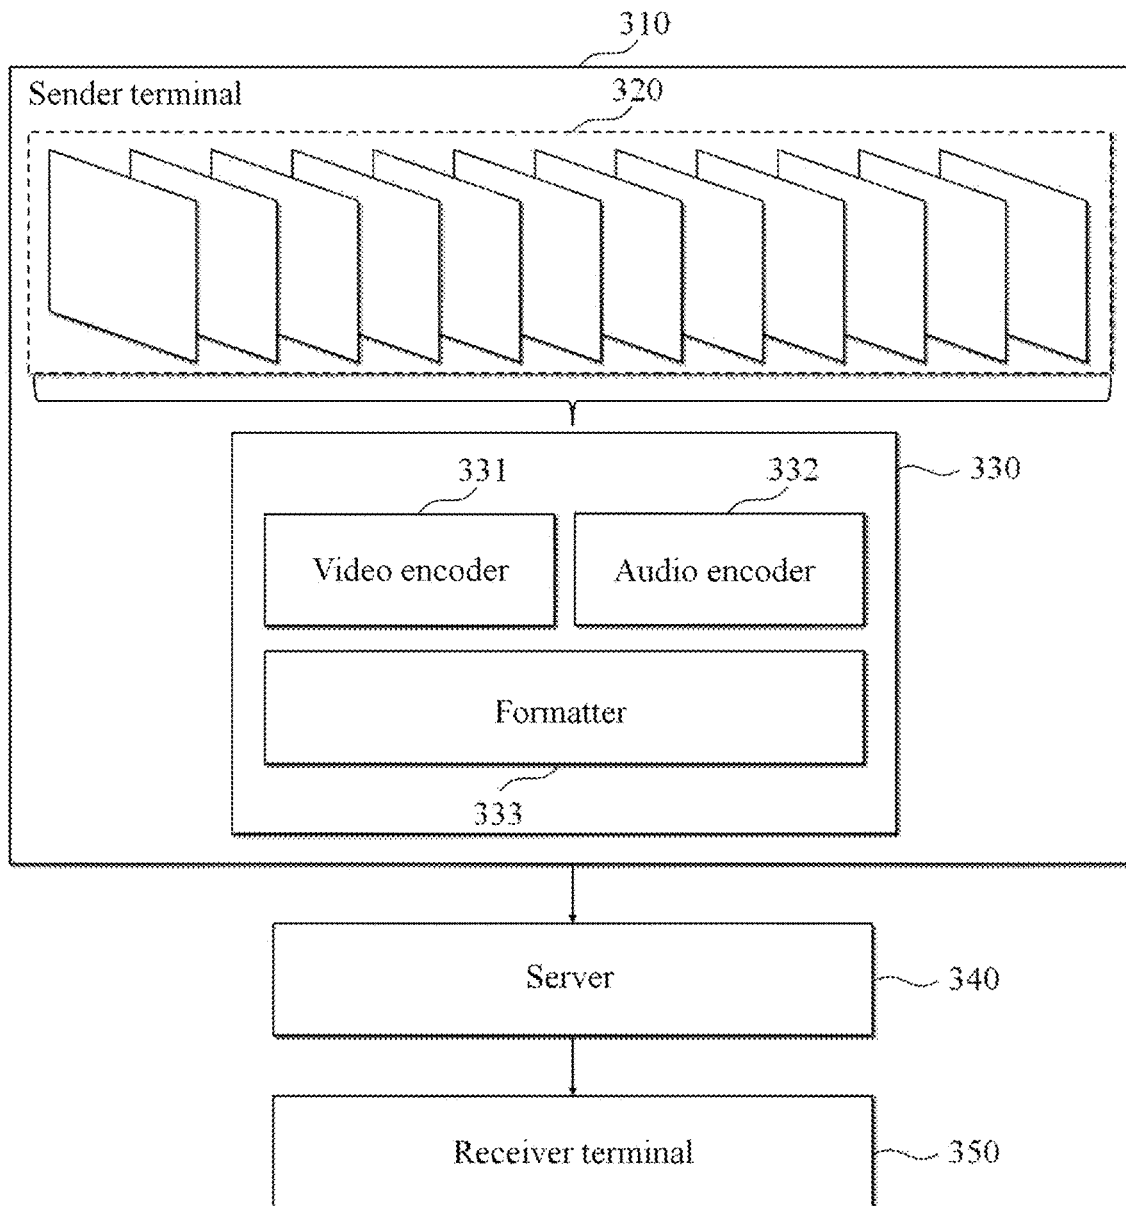 310
Sender terminal
320
330
331
332
Video encoder
Audio encoder
Formatter
333
Server
340
Receiver terminal
350